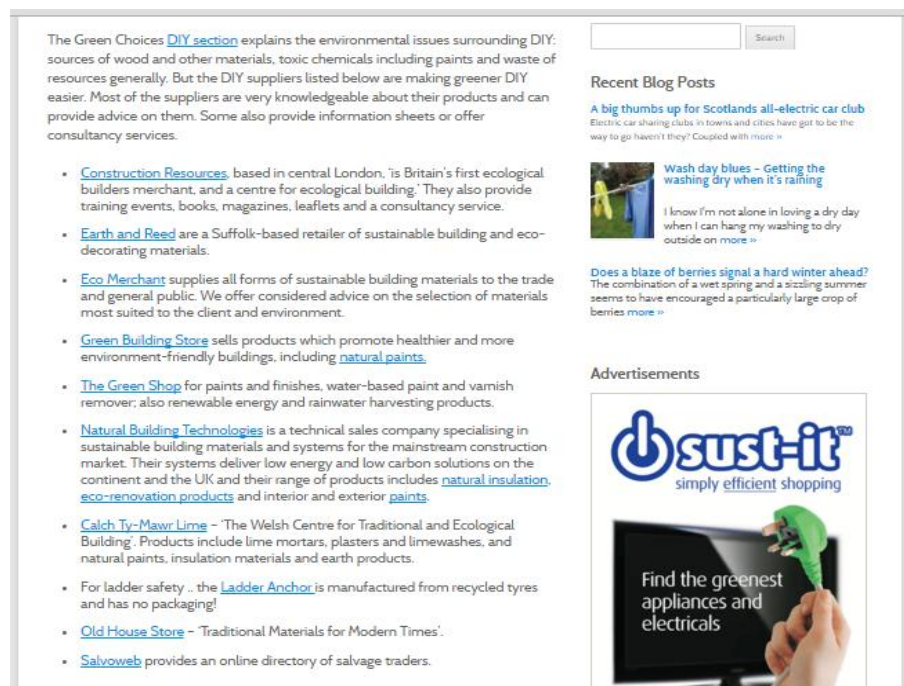 The Green Choices DIY section explains the environmental issues surrounding DIY:
sources of wood and other materials, toxic chemicals including paints and waste of
resources generally. But the DIY suppliers listed below are making greener DIY
easier. Most of the suppliers are very knowledgeable about their products and can
provide advice on them. Some also provide information sheets or offer
consultancy services.
Construction Resources, based in central London, 'is Britain's first ecological
builders merchant, and a centre for ecological building.' They also provide
training events, books, magazines, leaflets and a consultancy service.
Earth and Reed are a Suffolk-based retailer of sustainable building and eco-
decorating materials.
Eco Merchant supplies all forms of sustainable building materials to the trade
and general public. We offer considered advice on the selection of materials
most suited to the client and environment.
Green Building Store sells products which promote healthier and more
environment-friendly buildings, including natural paints.
The Green Shop for paints and finishes, water-based paint and varnish
remover; also renewable energy and rainwater harvesting products.
Natural Building Technologies is a technical sales company specialising in
sustainable building materials and systems for the mainstream construction
market. Their systems deliver low energy and low carbon solutions on the
continent and the UK and their range of products includes natural insulation,
eco-renovation products and interior and exterior paints.
Calch Ty-Mawr Lime – 'The Welsh Centre for Traditional and Ecological
Building'. Products include lime mortars, plasters and limewashes, and
natural paints, insulation materials and earth products.
For ladder safety .. the Ladder Anchor is manufactured from recycled tyres
and has no packaging!
Old House Store – 'Traditional Materials for Modern Times'.
Salvoweb provides an online directory of salvage traders.
Search
Recent Blog Posts
A big thumbs up for Scotlands all-electric car club
Electric car sharing clubs in towns and cities have got to be the
way to go haven't they? Coupled with more »
Wash day blues – Getting the
washing dry when it's raining
I know I'm not alone in loving a dry day
when I can hang my washing to dry
outside on more »
Does a blaze of berries signal a hard winter ahead?
The combination of a wet spring and a sizzling summer
seems to have encouraged a particularly large crop of
berries more »
Advertisements
sust-it™
simply efficient shopping
Find the greenest
appliances and
electricals